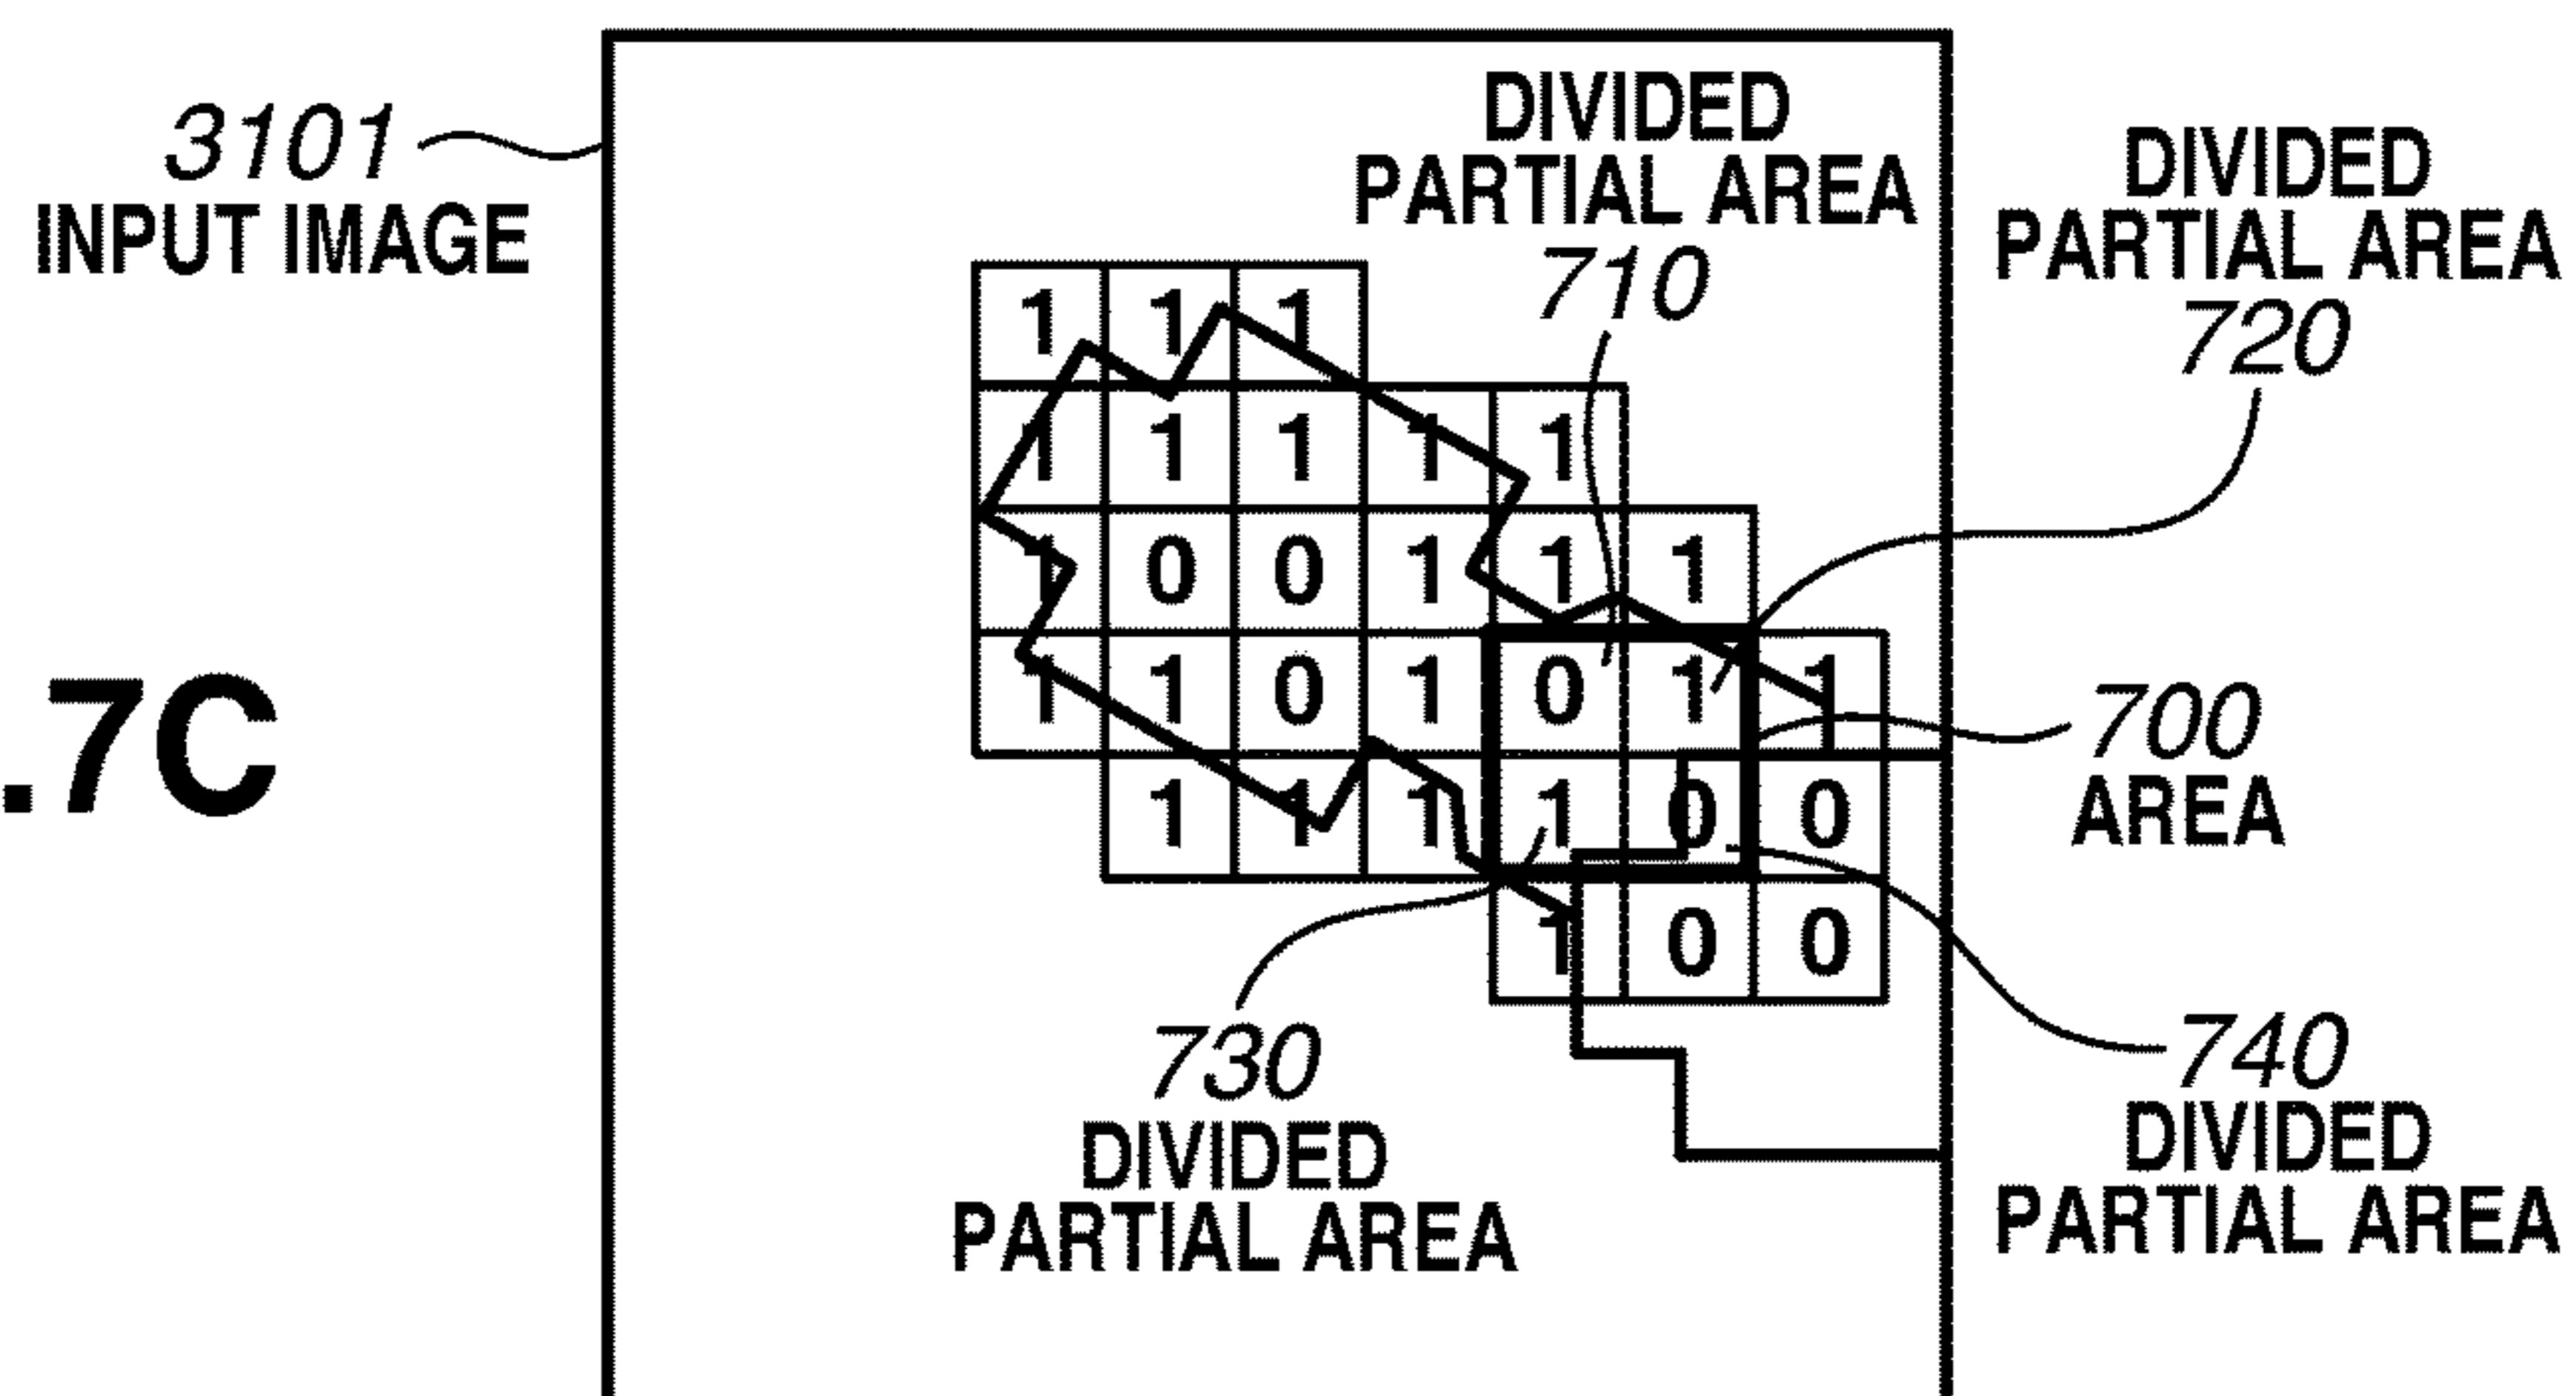 3101
INPUT IMAGE
DIVIDED
PARTIAL AREA
710
DIVIDED
PARTIAL AREA
720
1 1 1
1 1 1 1 1
1 0 0 1 1 1
1 1 0 1 0 1 1
1 1 1 1 0 0
1 0 0
.7C
700
AREA
730
DIVIDED
PARTIAL AREA
740
DIVIDED
PARTIAL AREA